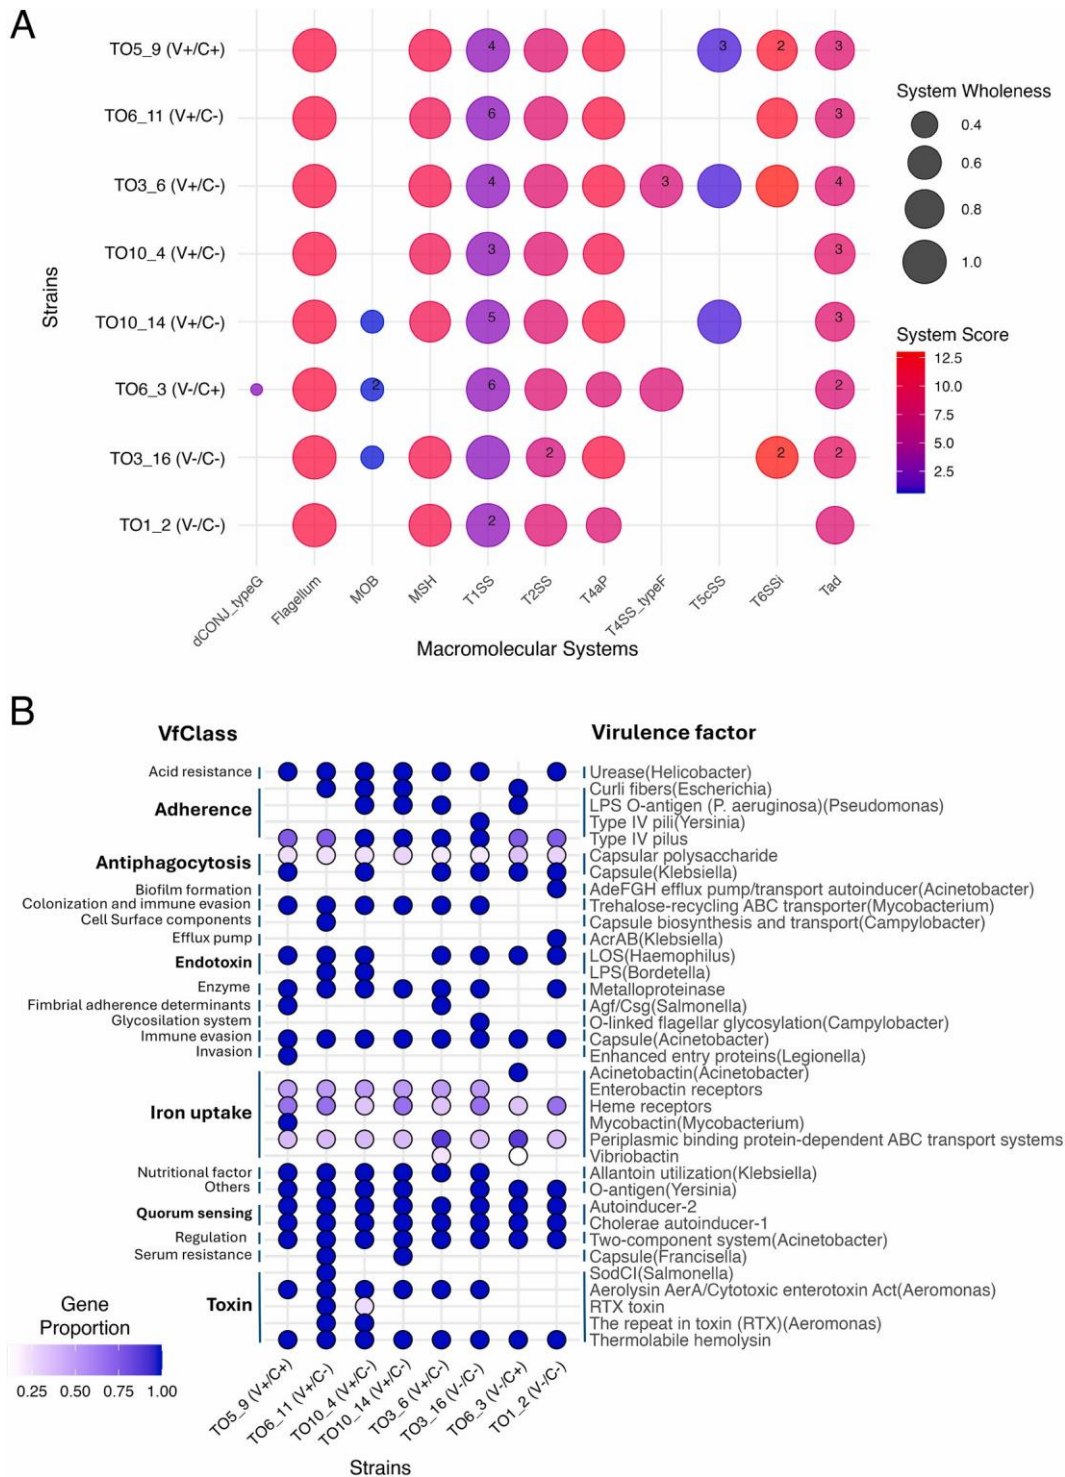 A
TO5_9 (V+/C+)
4
3
2
3
TO6_11 (V+/C-)
6
3
TO3_6 (V+/C-)
4
3
4
TO10_4 (V+/C-)
3
3
TO10_14 (V+/C-)
5
3
TO6_3 (V-/C+)
2
6
2
TO3_16 (V-/C-)
2
2
2
TO1_2 (V-/C-)
2
Strains
dCONJ_typeG
Flagellum
MOB
MSH
T1SS
T2SS
T4aP
T4SS_typeF
T5cSS
T6SSi
Tad
Macromolecular Systems
System Wholeness
0.4
0.6
0.8
1.0
System Score
12.5
10.0
7.5
5.0
2.5
B
VfClass
Virulence factor
Acid resistance
Adherence
Antiphagocytosis
Biofilm formation
Colonization and immune evasion
Cell Surface components
Efflux pump
Endotoxin
Enzyme
Fimbrial adherence determinants
Glycosilation system
Immune evasion
Invasion
Iron uptake
Nutritional factor
Others
Quorum sensing
Regulation
Serum resistance
Toxin
Urease(Helicobacter)
Curli fibers(Escherichia)
LPS O-antigen (P. aeruginosa)(Pseudomonas)
Type IV pili(Yersinia)
Type IV pilus
Capsular polysaccharide
Capsule(Klebsiella)
AdeFGH efflux pump/transport autoinducer(Acinetobacter)
Trehalose-recycling ABC transporter(Mycobacterium)
Capsule biosynthesis and transport(Campylobacter)
AcrAB(Klebsiella)
LOS(Haemophilus)
LPS(Bordetella)
Metalloproteinase
Agf/Csg(Salmonella)
O-linked flagellar glycosylation(Campylobacter)
Capsule(Acinetobacter)
Enhanced entry proteins(Legionella)
Acinetobactin(Acinetobacter)
Enterobactin receptors
Heme receptors
Mycobactin(Mycobacterium)
Periplasmic binding protein-dependent ABC transport systems
Vibriobactin
Allantoin utilization(Klebsiella)
O-antigen(Yersinia)
Autoinducer-2
Cholerae autoinducer-1
Two-component system(Acinetobacter)
Capsule(Francisella)
SodCI(Salmonella)
Aerolysin AerA/Cytotoxic enterotoxin Act(Aeromonas)
RTX toxin
The repeat in toxin (RTX)(Aeromonas)
Thermolabile hemolysin
Gene
Proportion
0.25 0.50 0.75 1.00
TO5_9 (V+/C+)
TO6_11 (V+/C-)
TO10_4 (V+/C-)
TO10_14 (V+/C-)
TO3_6 (V+/C-)
TO3_16 (V-/C-)
TO6_3 (V-/C+)
TO1_2 (V-/C-)
Strains